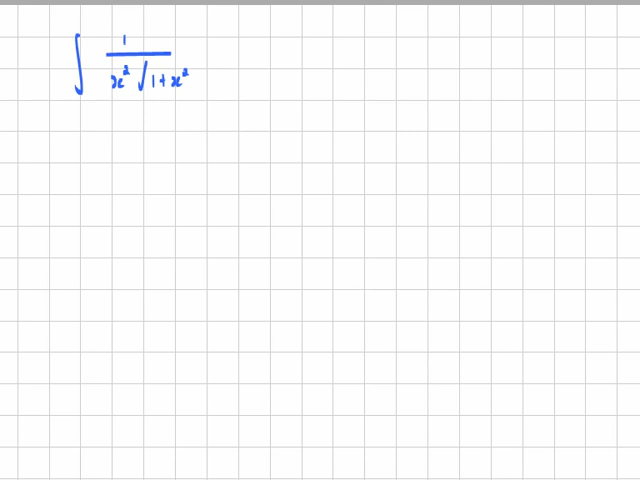 ∫ 1/(x² √(1+x²))